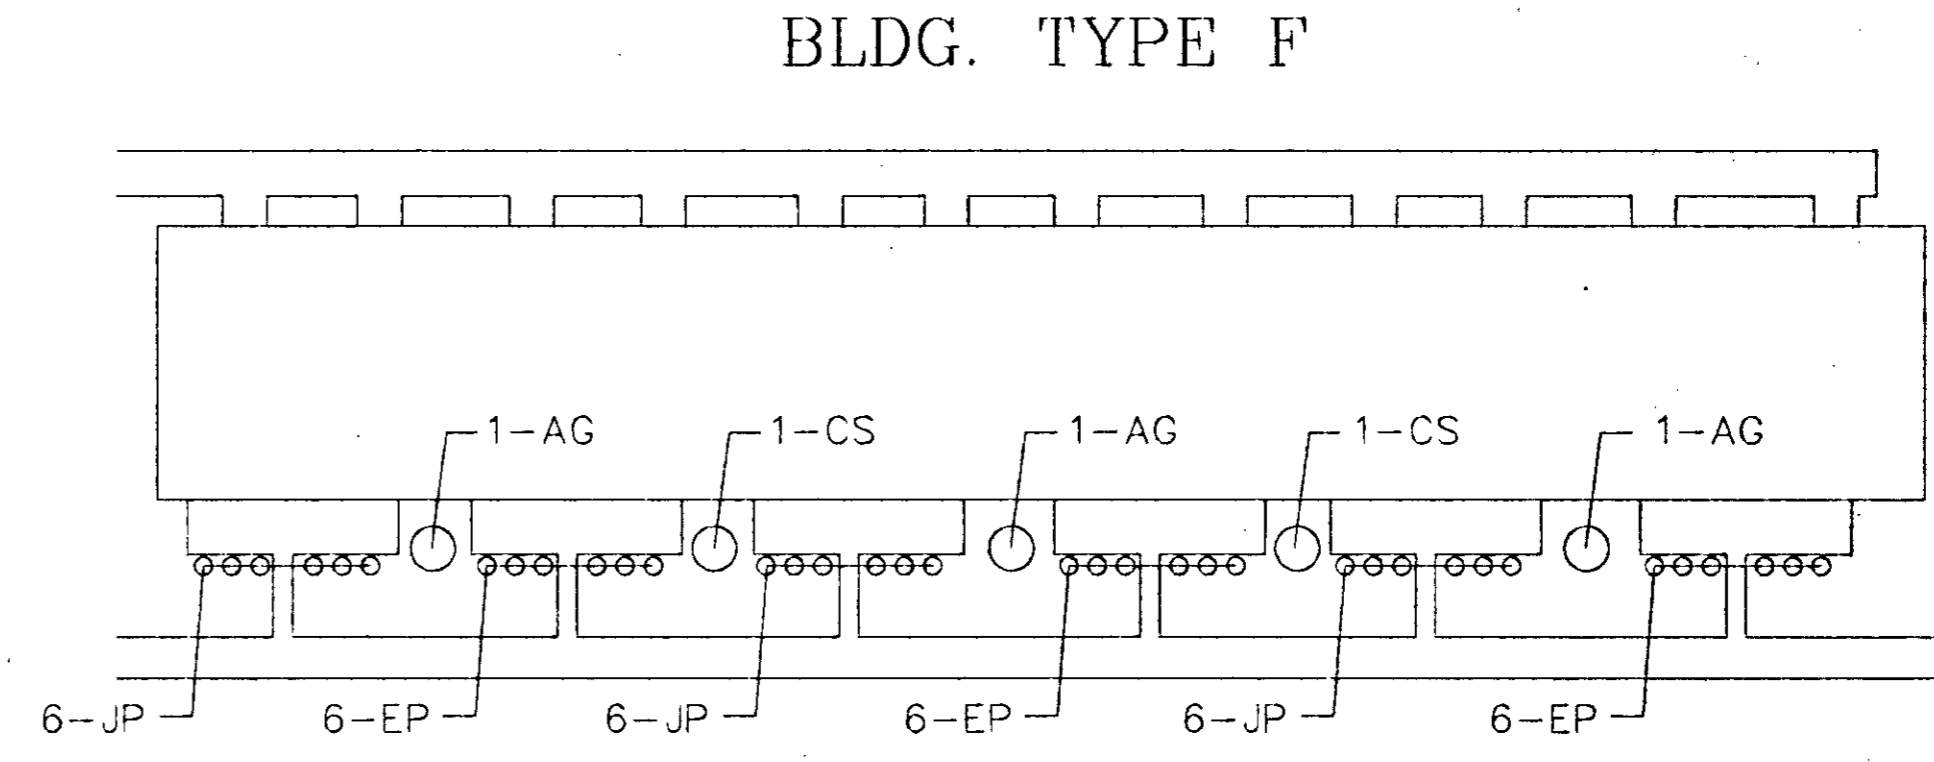 BLDG. TYPE F
1-AG 1-CS 1-AG 1-CS 1-AG
6-JP 6-EP 6-JP 6-EP 6-JP 6-EP